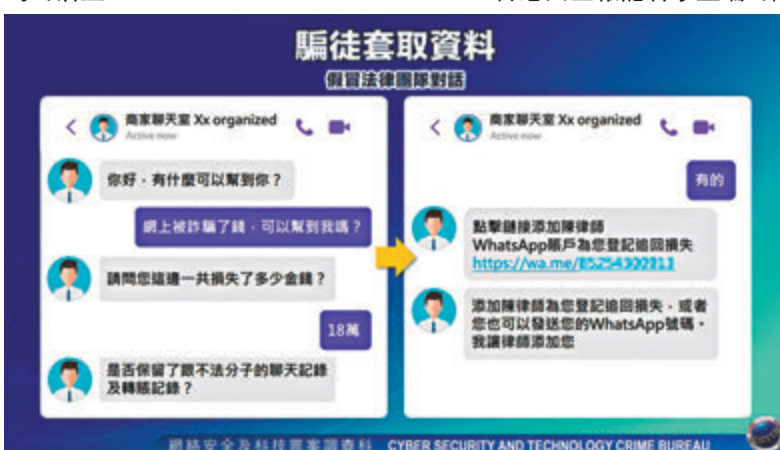 騙徒套取資料
假冒法律團隊對話
商家聊天室 Xx organized
Active now
你好，有什麼可以幫到你？
網上被詐騙了錢，可以幫到我嗎？
請問您這邊一共損失了多少金錢？
18萬
是否保留了跟不法分子的聊天記錄
及轉賬記錄？
商家聊天室 Xx organized
Active now
有的
點擊鏈接添加陳律師
WhatsApp賬戶為您登記追回損失
https://wa.me/
添加陳律師為您登記追回損失，或者
您也可以發送您的WhatsApp號碼，
我讓律師添加您
網絡安全及科技罪案調查科 CYBER SECURITY AND TECHNOLOGY CRIME BUREAU